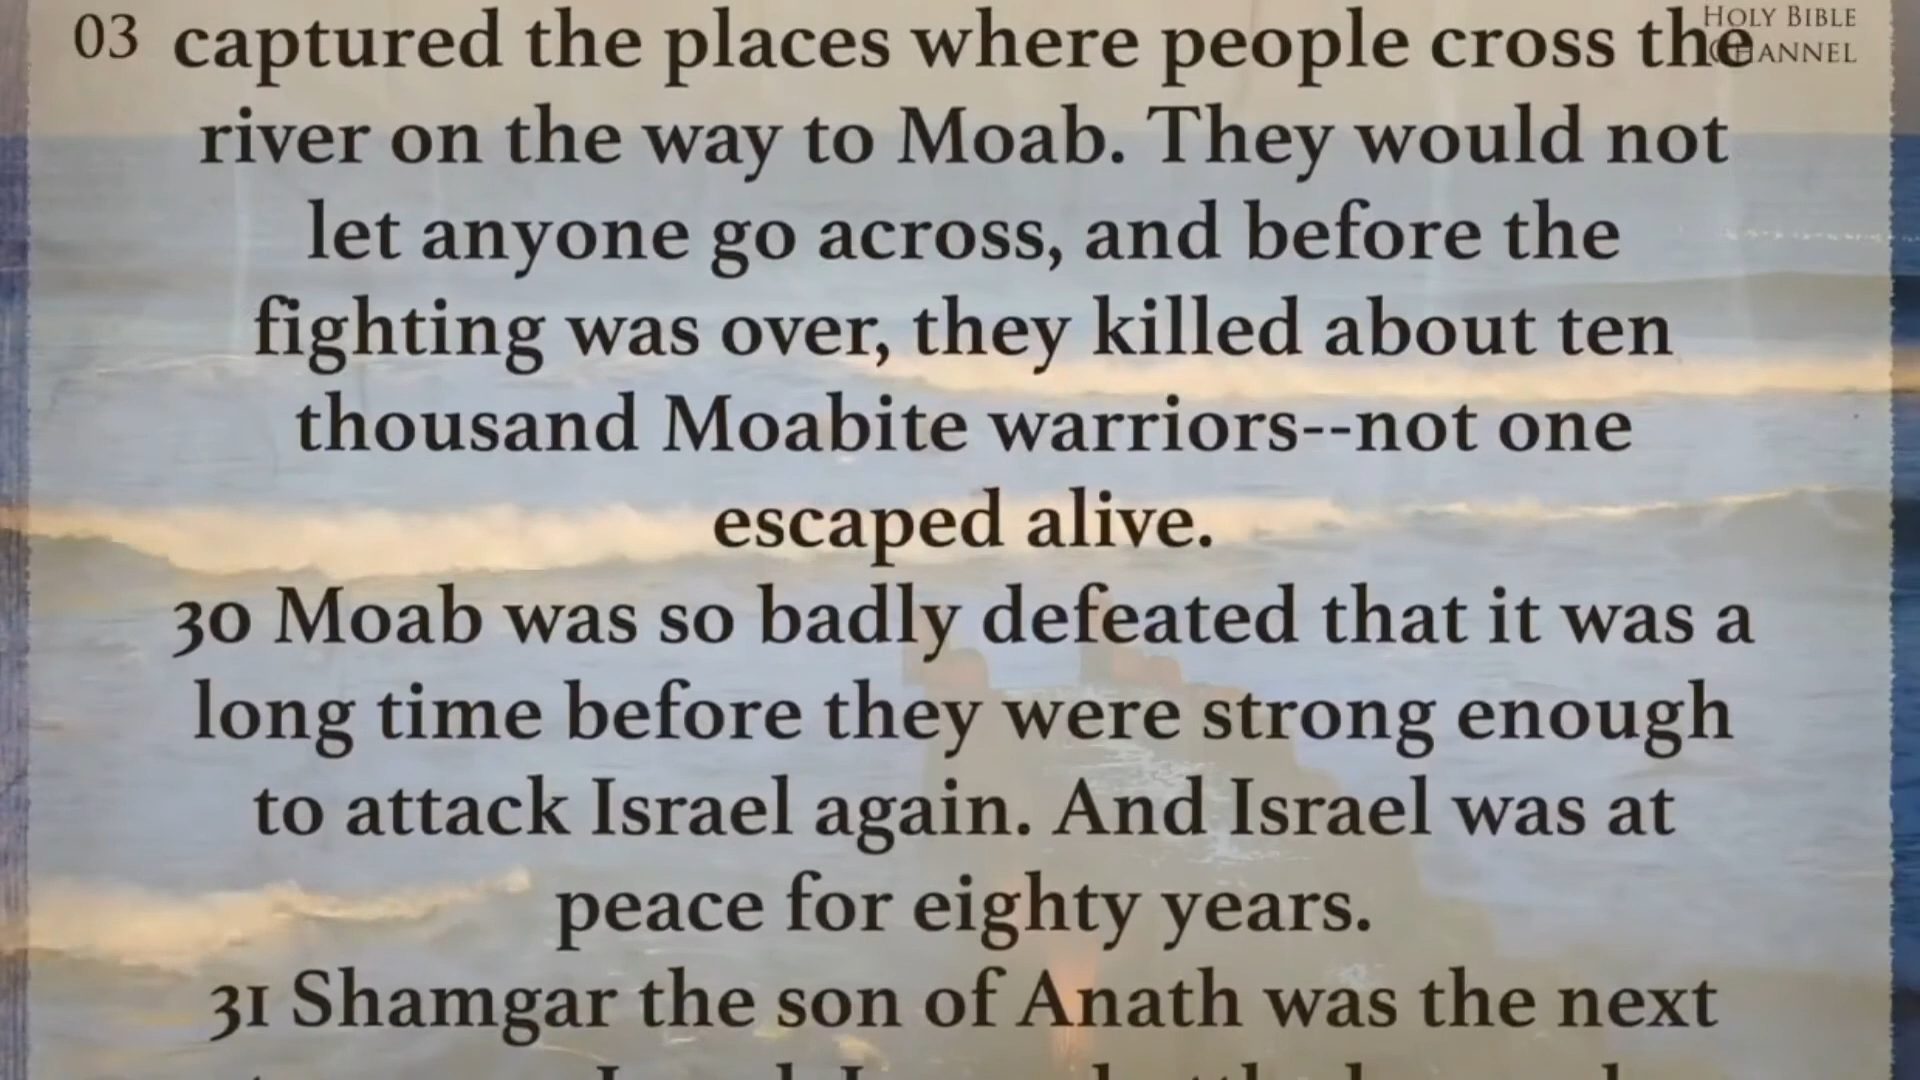 03
HOLY BIBLE
CHANNEL
captured the places where people cross the
river on the way to Moab. They would not
let anyone go across, and before the
fighting was over, they killed about ten
thousand Moabite warriors--not one
escaped alive.
30 Moab was so badly defeated that it was a
long time before they were strong enough
to attack Israel again. And Israel was at
peace for eighty years.
31 Shamgar the son of Anath was the next